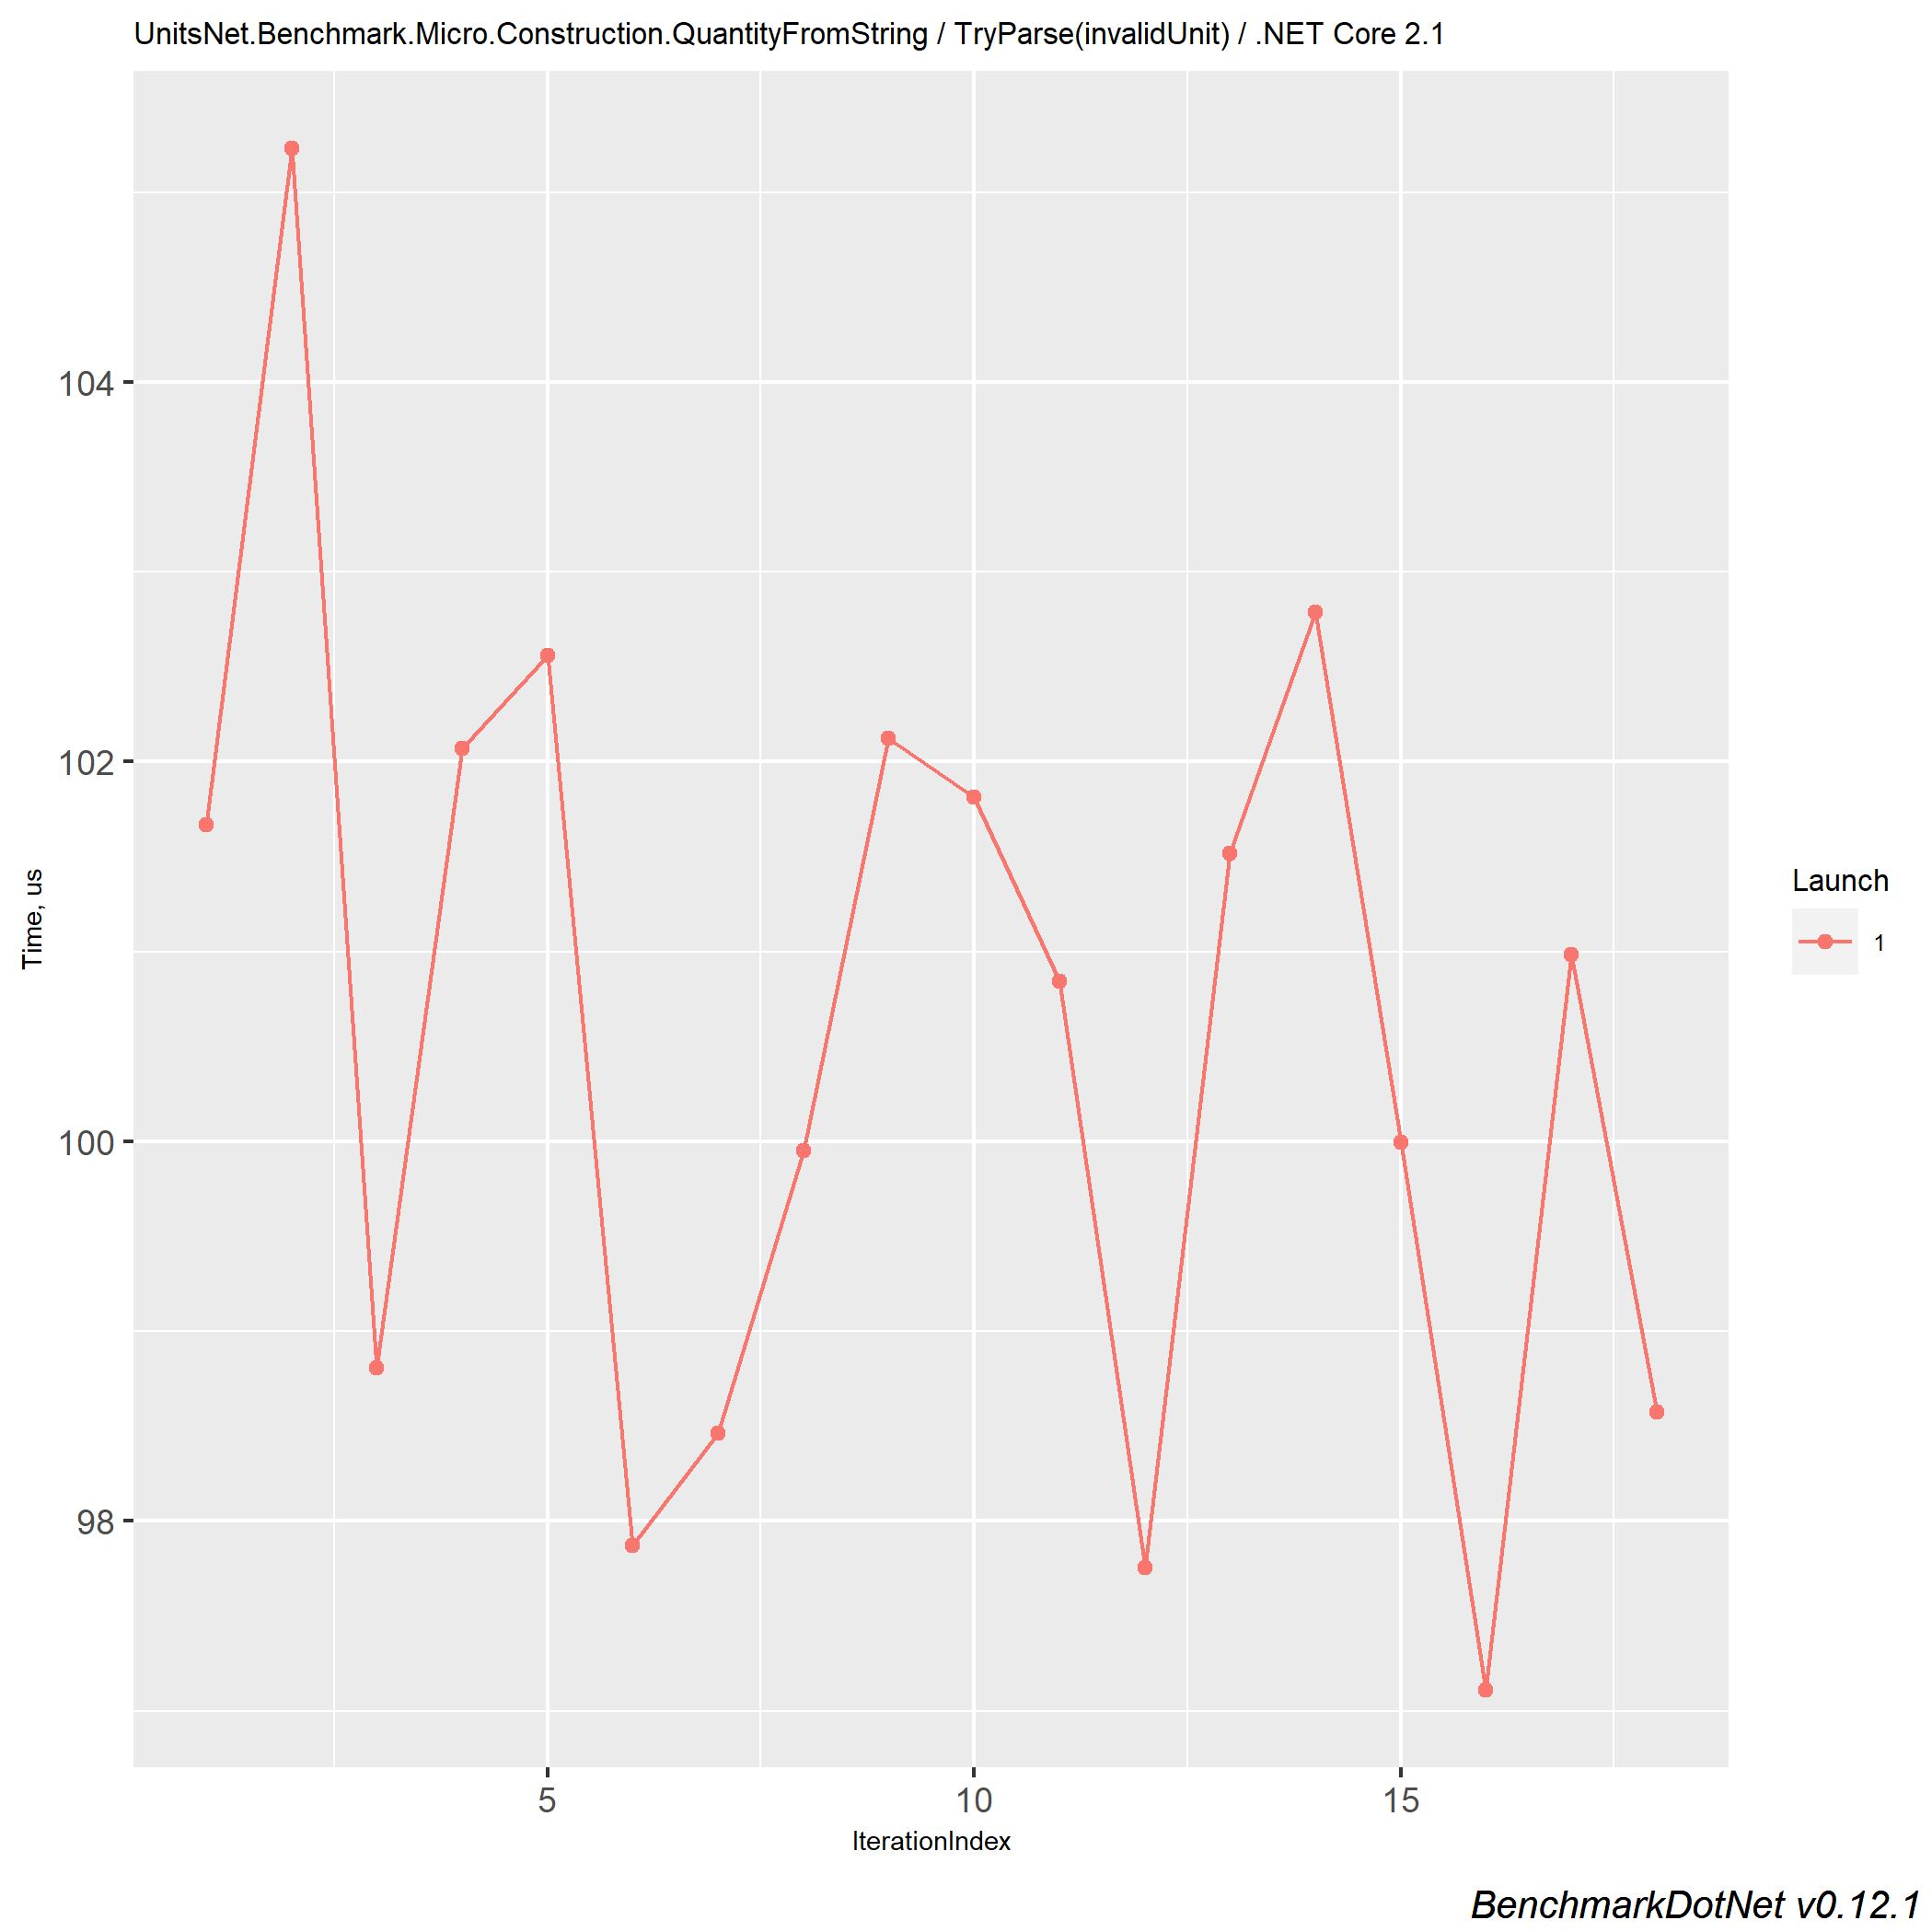 UnitsNet.Benchmark.Micro.Construction.QuantityFromString / TryParse(invalidUnit) / .NET Core 2.1
104
102
100
98
Time, us
5
10
15
IterationIndex
Launch
1
BenchmarkDotNet v0.12.1